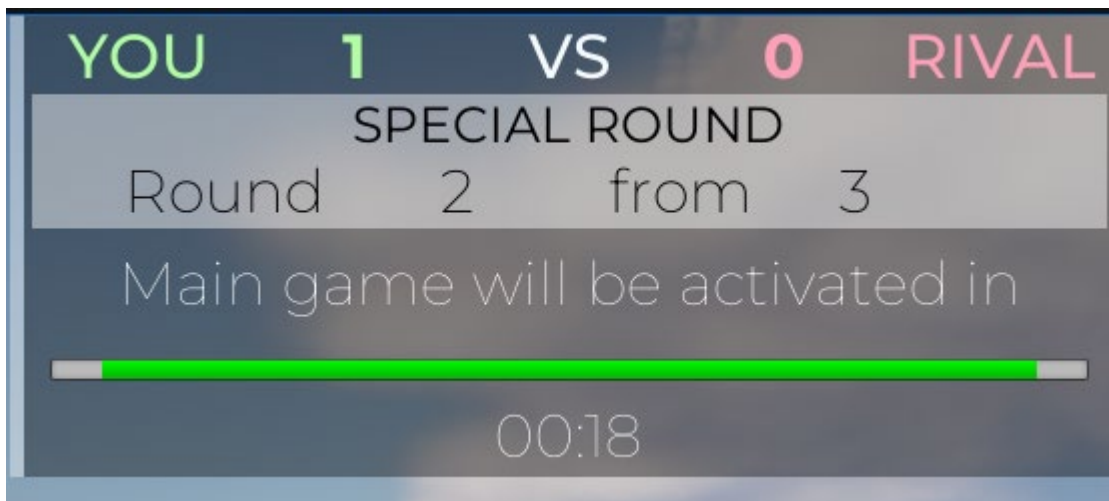 YOU 1 VS 0 RIVAL
SPECIAL ROUND
Round 2 from 3
Main game will be activated in
00:18